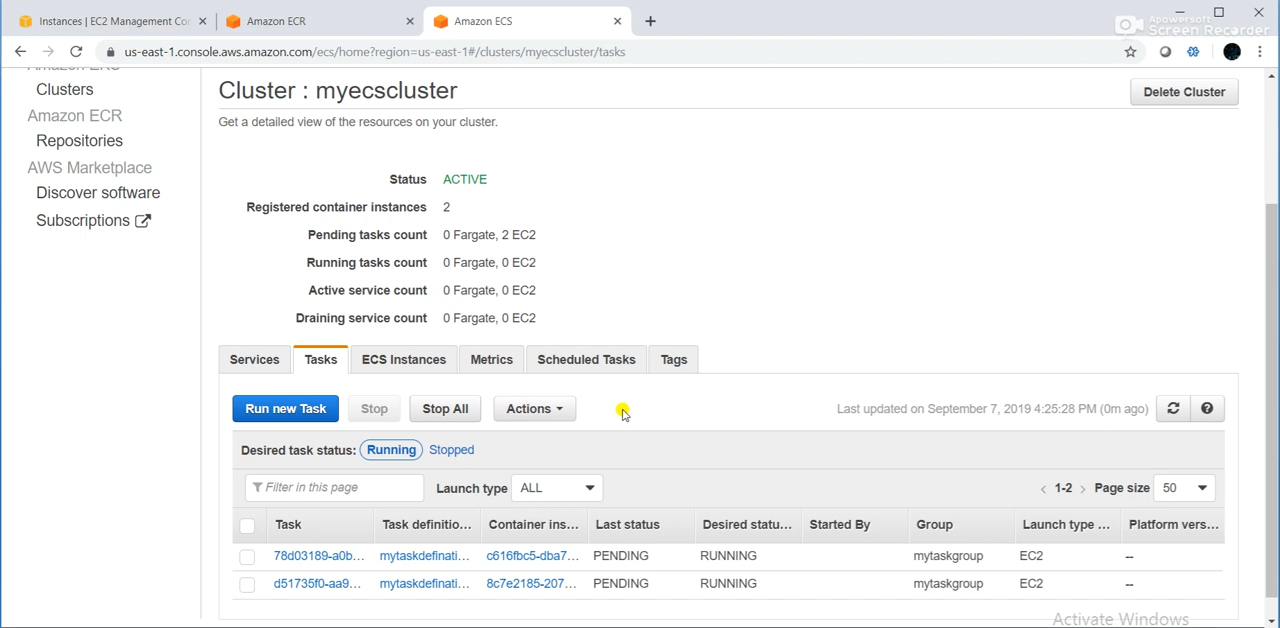 Instances | EC2 Management Con
Amazon ECR
Amazon ECS
Apowersoft
Screen Recorder
us-east-1.console.aws.amazon.com/ecs/home?region=us-east-1#/clusters/myecscluster/tasks
Clusters
Amazon ECR
Repositories
AWS Marketplace
Discover software
Subscriptions
Cluster : myecscluster
Delete Cluster
Get a detailed view of the resources on your cluster.
Status ACTIVE
Registered container instances 2
Pending tasks count 0 Fargate, 2 EC2
Running tasks count 0 Fargate, 0 EC2
Active service count 0 Fargate, 0 EC2
Draining service count 0 Fargate, 0 EC2
Services Tasks ECS Instances Metrics Scheduled Tasks Tags
Run new Task Stop Stop All Actions Last updated on September 7, 2019 4:25:28 PM (0m ago)
Desired task status: Running Stopped
Filter in this page Launch type ALL < 1-2 > Page size 50
Task Task definitio... Container ins... Last status Desired statu... Started By Group Launch type ... Platform vers...
78d03189-a0b... mytaskdefinati... c616fbc5-dba7... PENDING RUNNING mytaskgroup EC2 --
d51735f0-aa9... mytaskdefinati... 8c7e2185-207... PENDING RUNNING mytaskgroup EC2 --
Activate Windows